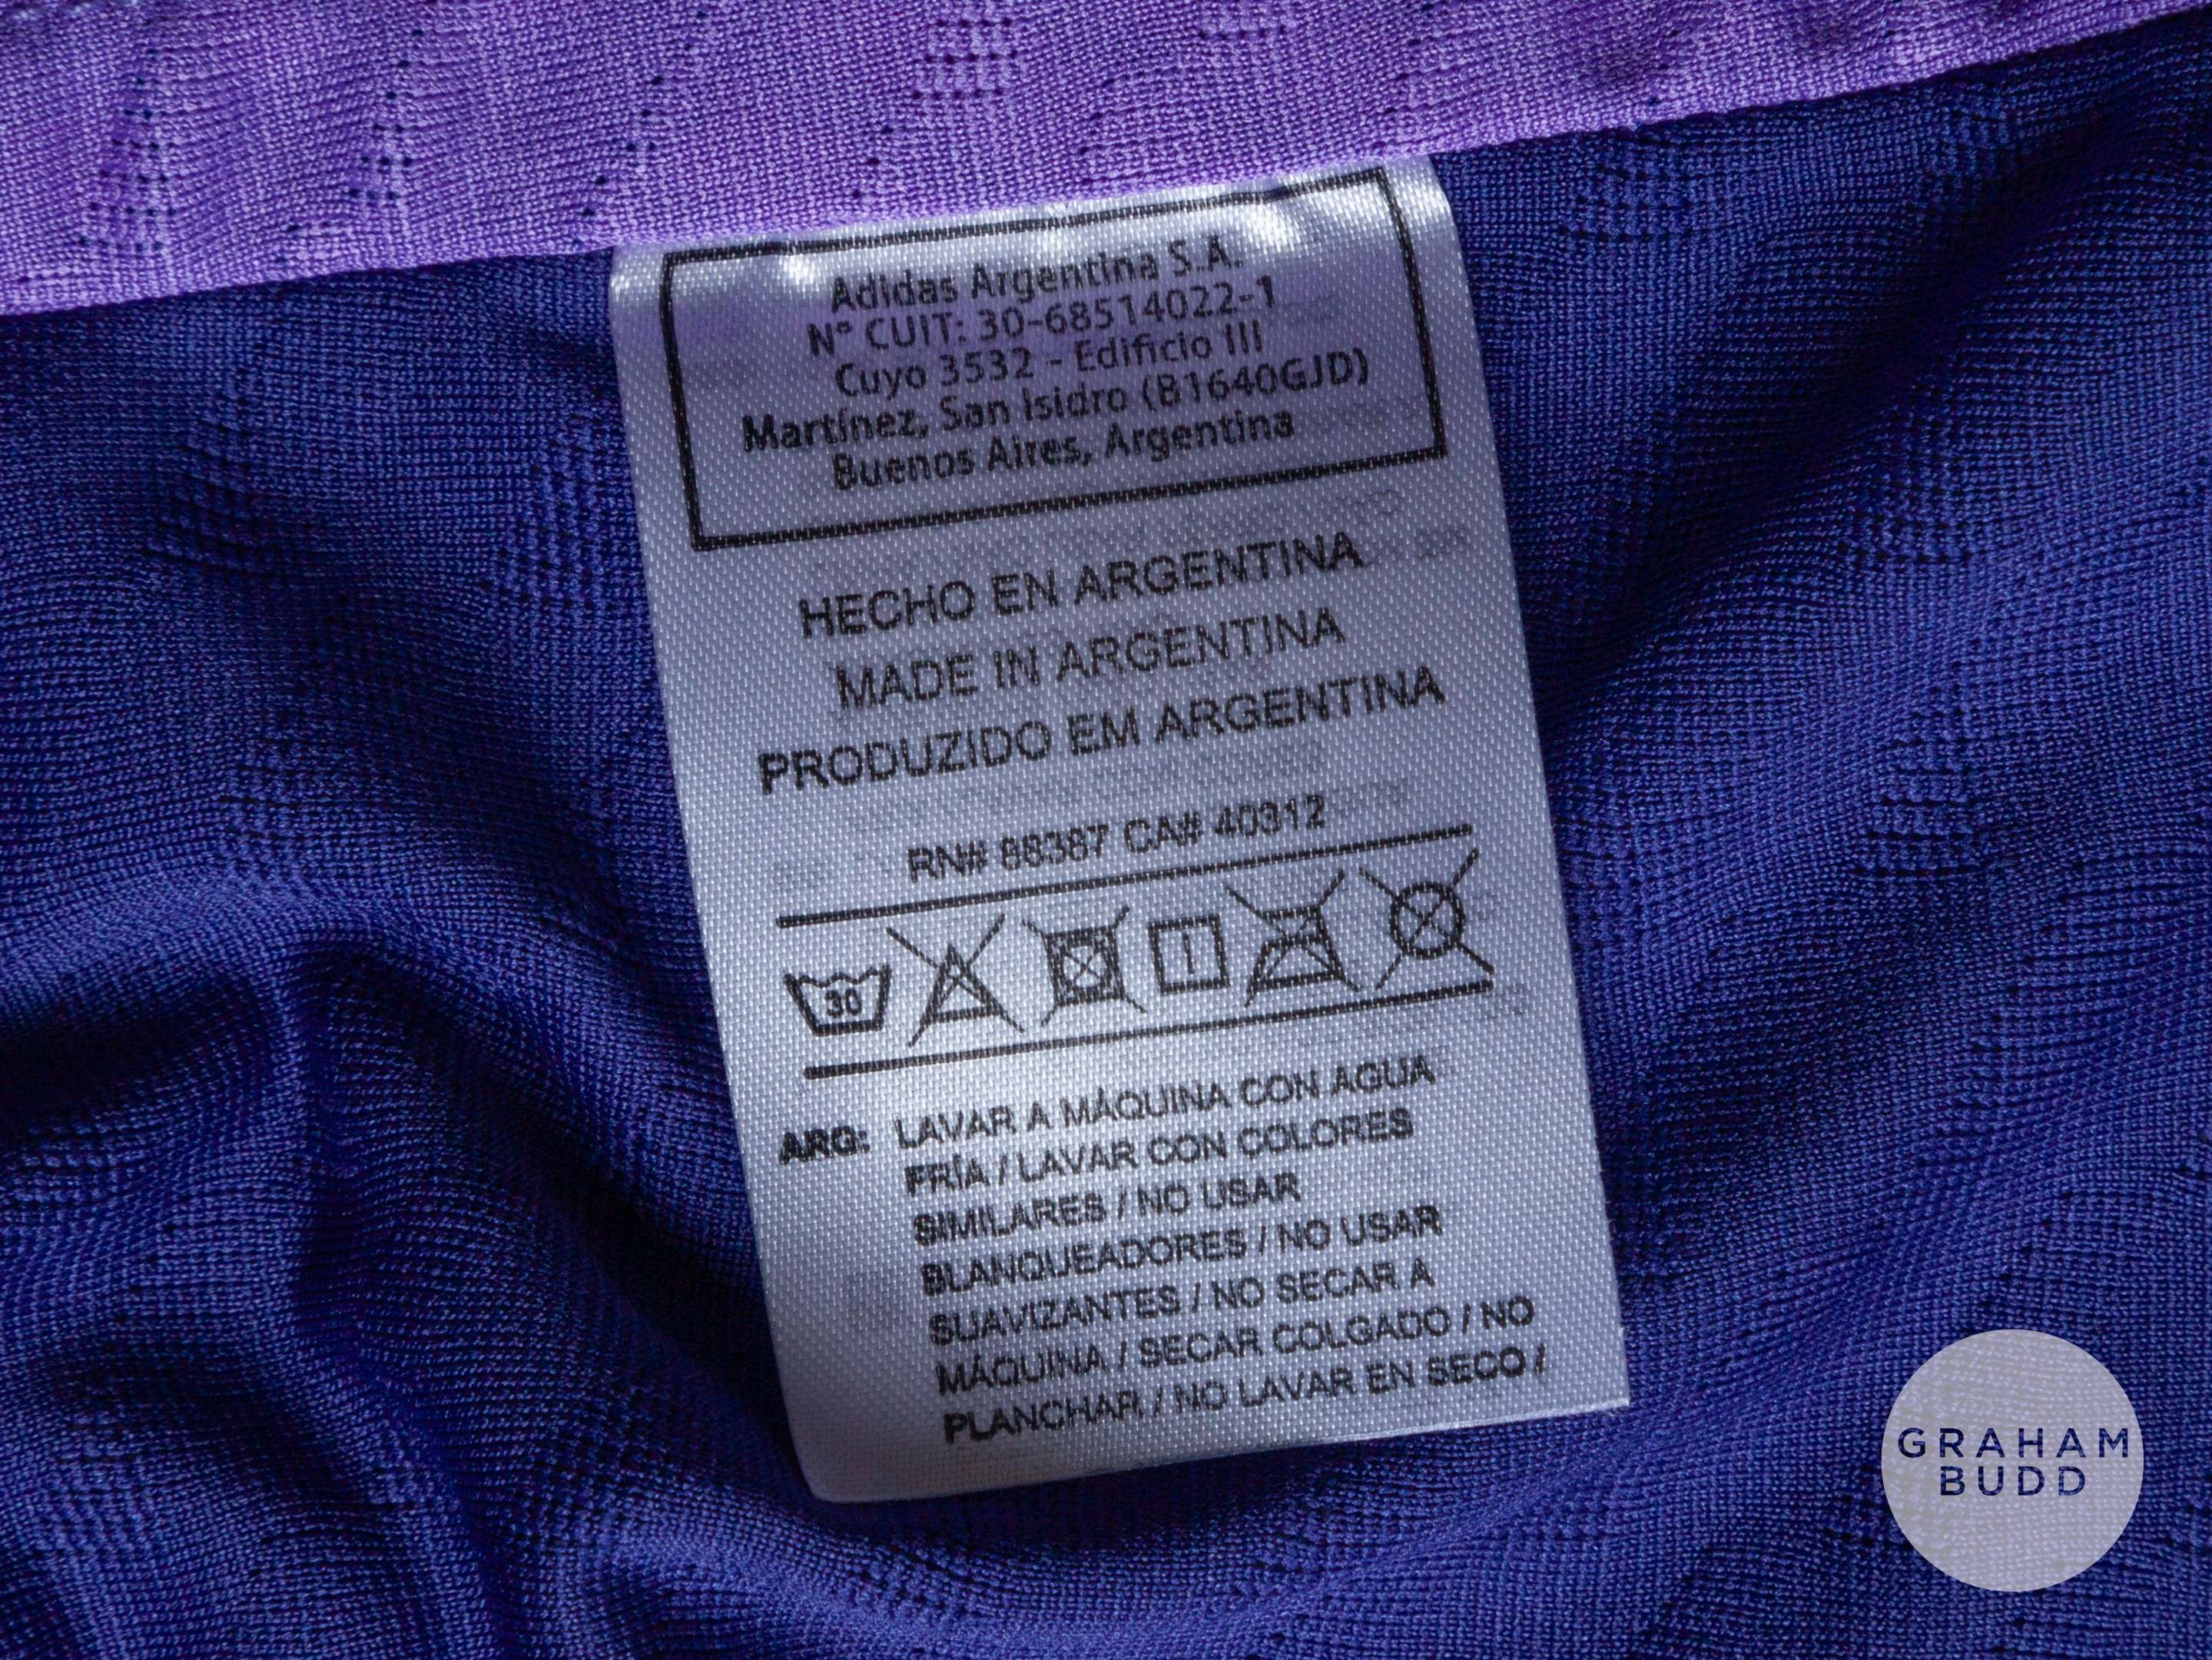 Adidas Argentina S.A.
N° CUIT: 30-68514022-1
Cuyo 3532 - Edificio III
Martínez, San Isidro (B1640GJD)
Buenos Aires, Argentina
HECHO EN ARGENTINA
MADE IN ARGENTINA
PRODUZIDO EM ARGENTINA
RN# 88387 CA# 40312
30
ARG: LAVAR A MÁQUINA CON AGUA
FRÍA / LAVAR CON COLORES
SIMILARES / NO USAR
BLANQUEADORES / NO USAR
SUAVIZANTES / NO SECAR A
MÁQUINA / SECAR COLGADO / NO
PLANCHAR / NO LAVAR EN SECO /
GRAHAM
BUDD